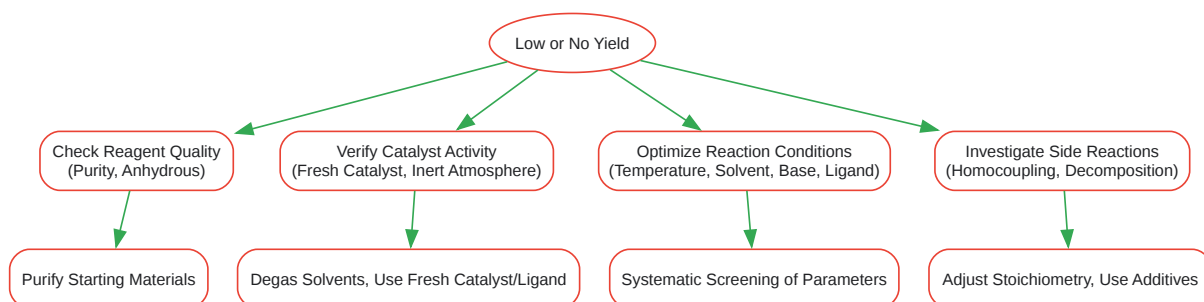 Low or No Yield
Check Reagent Quality
(Purity, Anhydrous)
Verify Catalyst Activity
(Fresh Catalyst, Inert Atmosphere)
Optimize Reaction Conditions
(Temperature, Solvent, Base, Ligand)
Investigate Side Reactions
(Homocoupling, Decomposition)
Purify Starting Materials
Degas Solvents, Use Fresh Catalyst/Ligand
Systematic Screening of Parameters
Adjust Stoichiometry, Use Additives